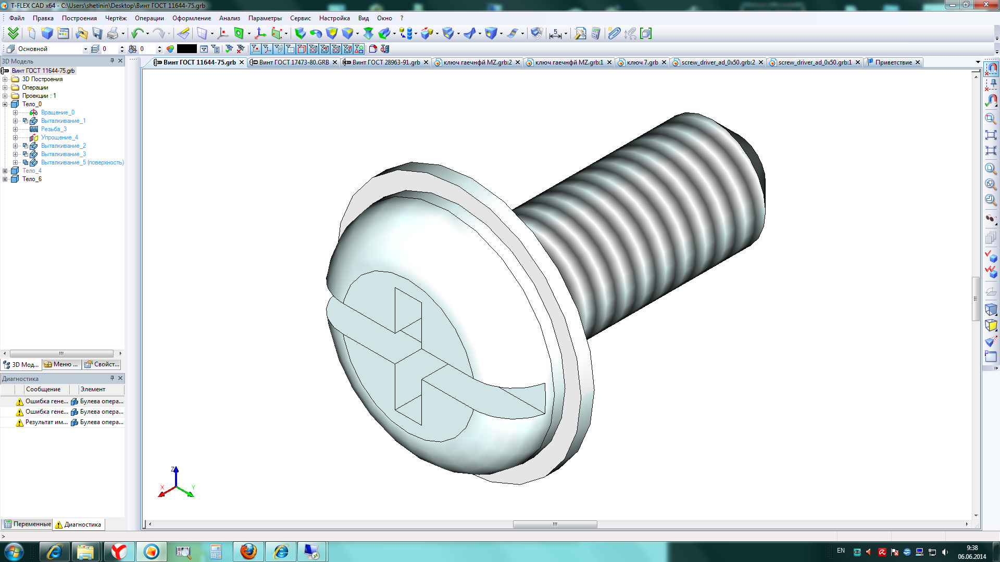 T-FLEX CAD x64 - C:\Users\shetinin\Desktop\Винт ГОСТ 11644-75.grb
Файл Правка Построения Чертёж Операции Оформление Анализ Параметры Сервис Настройка Вид Окно ?
5
Основной 0 0
3D Модель
Винт ГОСТ 11644-75.grb Винт ГОСТ 17473-80.GRB Винт ГОСТ 28963-91.grb ключ гаечнфй MZ.grb:2 ключ гаечнфй MZ.grb:1 ключ 7.grb screw_driver_ad_0x50.grb:2 screw_driver_ad_0x50.grb:1 Приветствие
Винт ГОСТ 11644-75.grb
3D Построения
Операции
Проекции : 1
Тело_0
Вращение_0
Выталкивание_1
Резьба_3
Упрощение_4
Выталкивание_2
Выталкивание_3
Выталкивание_5 (поверхность)
Тело_4
Тело_6
3D Мод... Меню ... Свойст...
Диагностика
Сообщение Элемент
Ошибка гене... Булева опера...
Ошибка гене... Булева опера...
Результат им... Булева опера...
Z
X Y
Переменные Диагностика
>
EN
9:38
06.06.2014